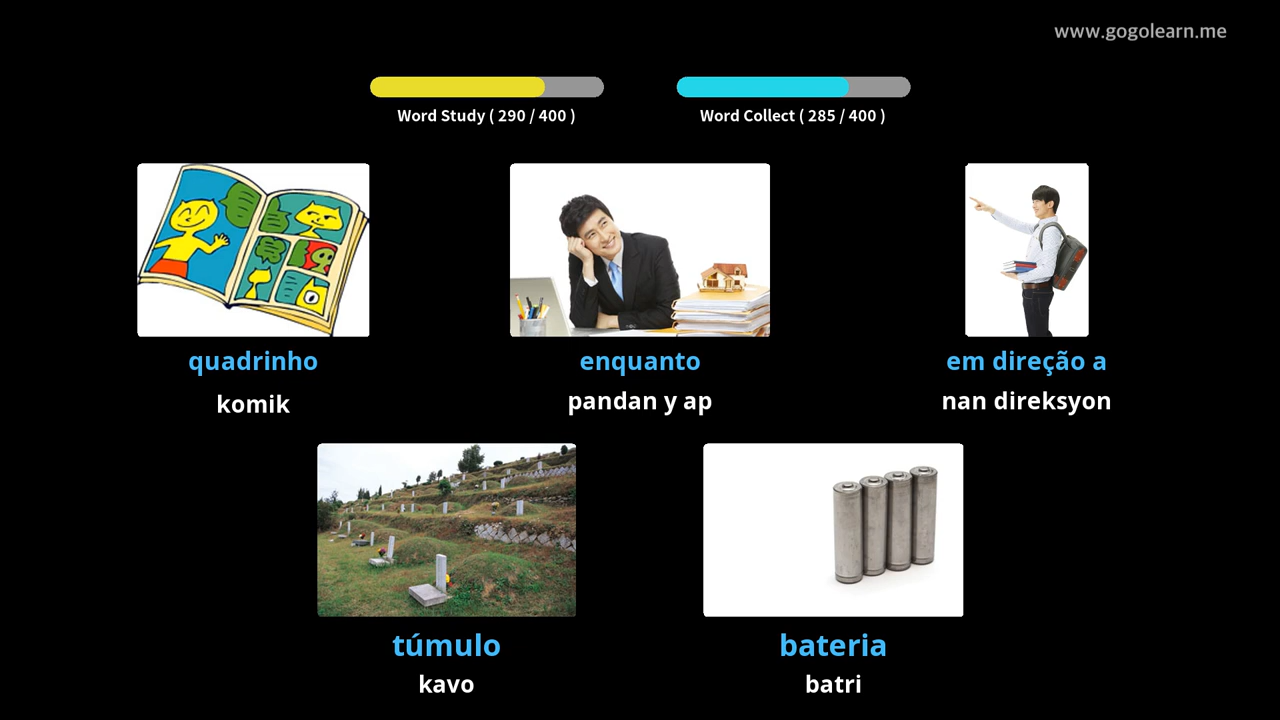 www.gogolearn.me
Word Study ( 290 / 400 )
Word Collect ( 285 / 400 )
quadrinho
komik
enquanto
pandan y ap
em direção a
nan direksyon
túmulo
kavo
bateria
batri